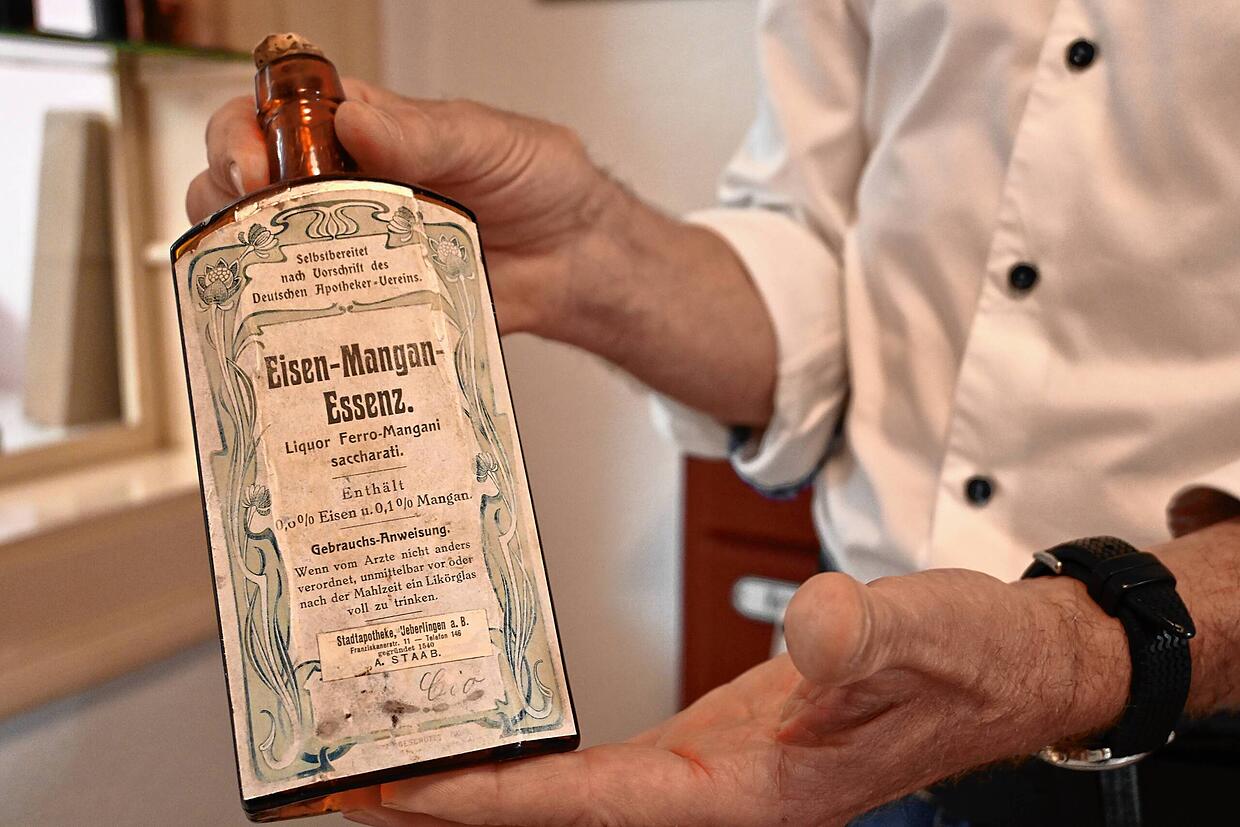 Selbstbereitet
nach Vorschrift des
Deutschen Apotheker-Vereins.
Eisen-Mangan-
Essenz.
Liquor Ferro-Mangani
saccharati.
Enthält
Eisen u. 0,1% Mangan.
Gebrauchs-Anweisung.
Wenn vom Arzte nicht anders
verordnet, unmittelbar vor oder
nach der Mahlzeit ein Likörglas
voll zu trinken.
Stadtapotheke, Ueberlingen a. B.
Franziskanerstr. 11 — Telefon 146
gegründet 1540
A. STAAB.